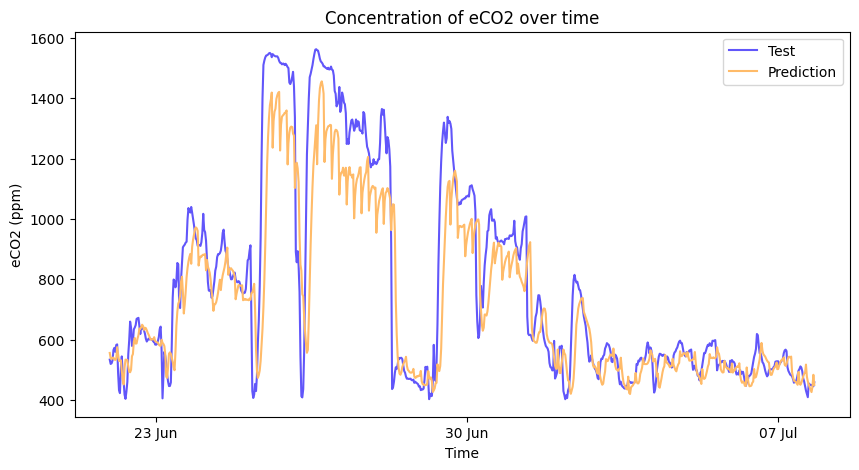 Concentration of eCO2 over time
1600
1400
1200
1000
800
600
400
eCO2 (ppm)
Test
Prediction
23 Jun
30 Jun
07 Jul
Time